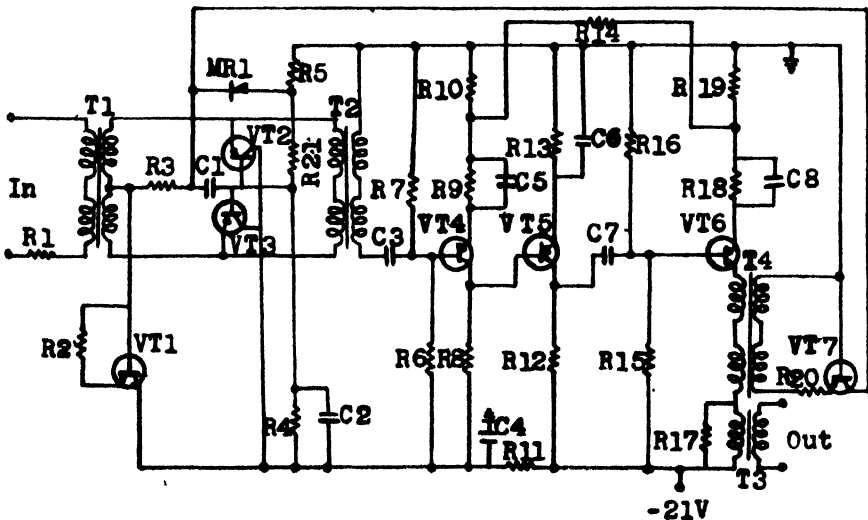 R14
MR1
R5
T1
T2
R10
R19
VT2
R13
C6
R16
R3
C1
R21
In
R7
R9
C5
R18
C8
VT3
VT4
VT5
C7
VT6
R1
C3
T4
R2
VT1
R6
R8
R12
R15
VT7
R20
R4
C2
C4
R11
R17
Out
T3
-21V